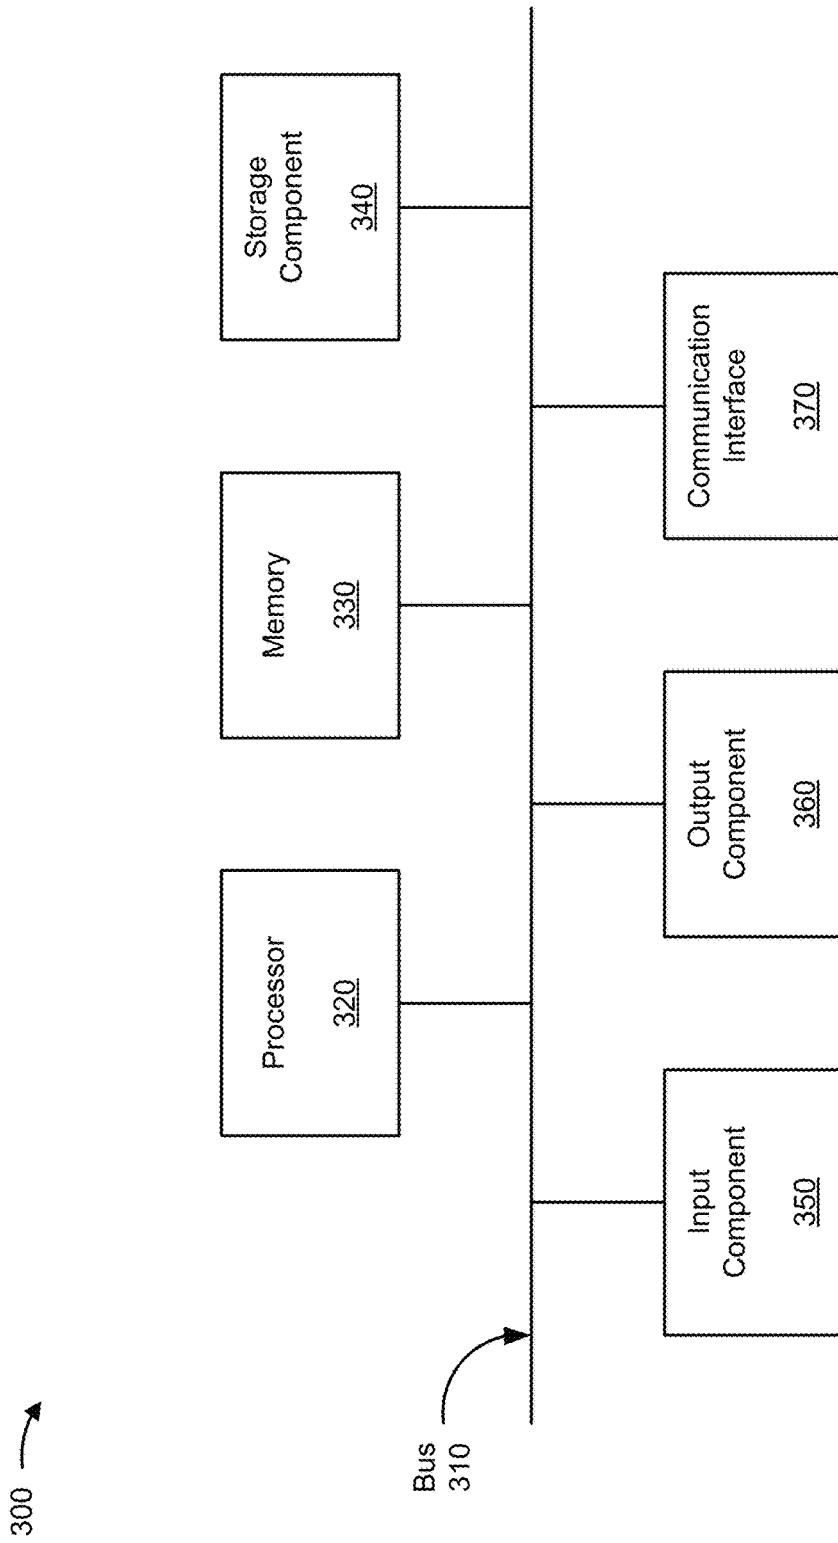 300
Processor
320
Memory
330
Storage
Component
340
Bus
310
Input
Component
350
Output
Component
360
Communication
Interface
370